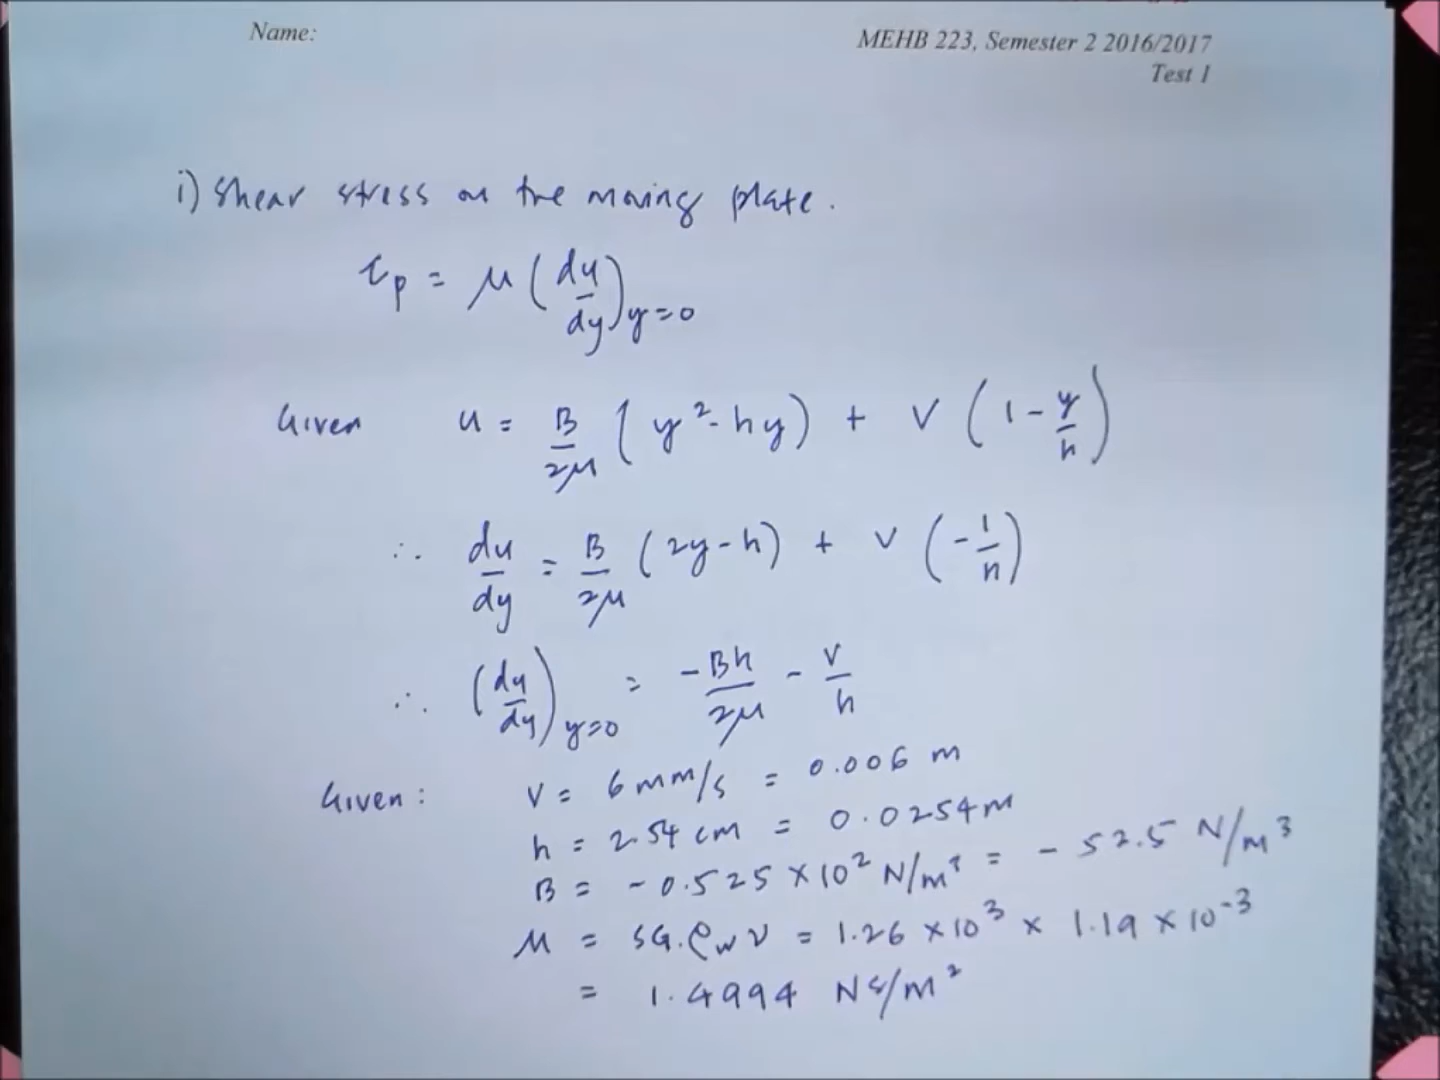 Name:
MEHB 223, Semester 2 2016/2017
Test 1
i) Shear stress on the moving plate.
τp = μ (du/dy)y=0
Given u = B/2μ (y² - hy) + V (1 - y/h)
∴ du/dy = B/2μ (2y - h) + V (-1/h)
∴ (du/dy)y=0 = -Bh/2μ - V/h
Given : V = 6 mm/s = 0.006 m
h = 2.54 cm = 0.0254 m
B = -0.525 × 10² N/m³ = -52.5 N/m³
μ = SG.ρw ν = 1.26 × 10³ × 1.19 × 10⁻³
= 1.4994 Ns/m²